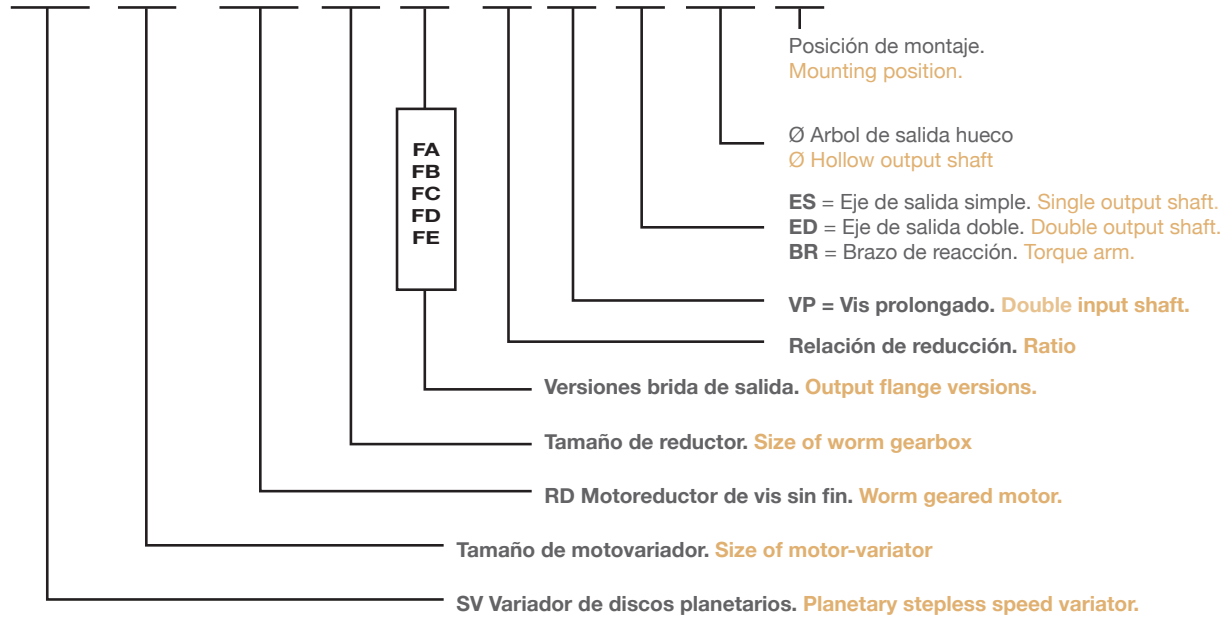 Posición de montaje.
Mounting position.
Ø Arbol de salida hueco
Ø Hollow output shaft
FA
FB
FC
FD
FE
ES = Eje de salida simple. Single output shaft.
ED = Eje de salida doble. Double output shaft.
BR = Brazo de reacción. Torque arm.
VP = Vis prolongado. Double input shaft.
Relación de reducción. Ratio
Versiones brida de salida. Output flange versions.
Tamaño de reductor. Size of worm gearbox
RD Motoreductor de vis sin fin. Worm geared motor.
Tamaño de motovariador. Size of motor-variator
SV Variador de discos planetarios. Planetary stepless speed variator.